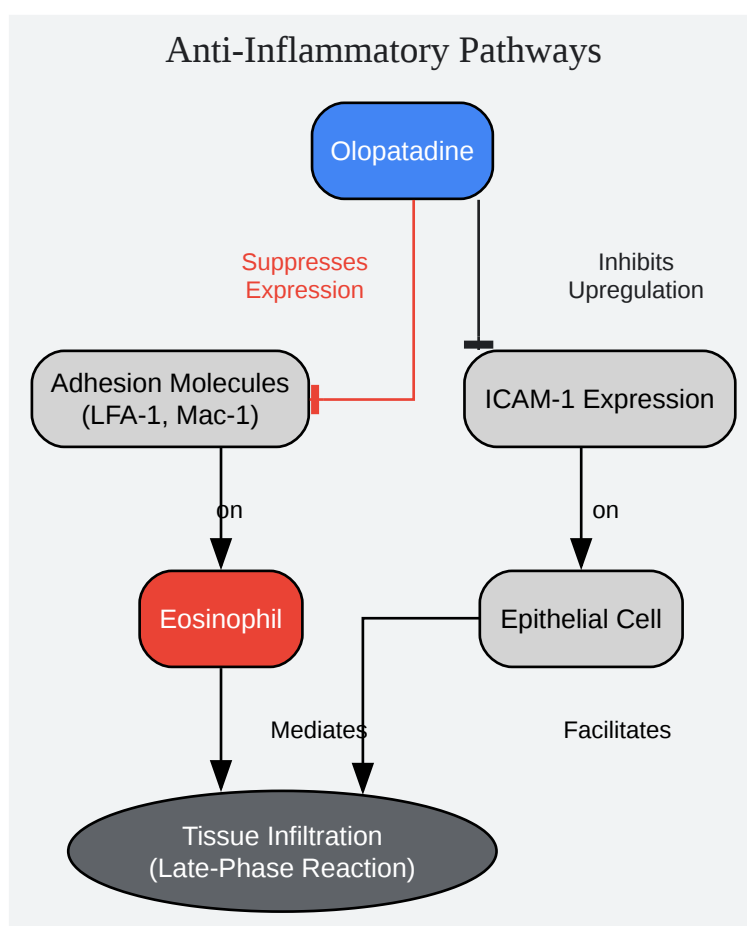 Anti-Inflammatory Pathways
Olopatadine
Suppresses
Expression
Inhibits
Upregulation
Adhesion Molecules
(LFA-1, Mac-1)
ICAM-1 Expression
on
on
Eosinophil
Epithelial Cell
Mediates
Facilitates
Tissue Infiltration
(Late-Phase Reaction)